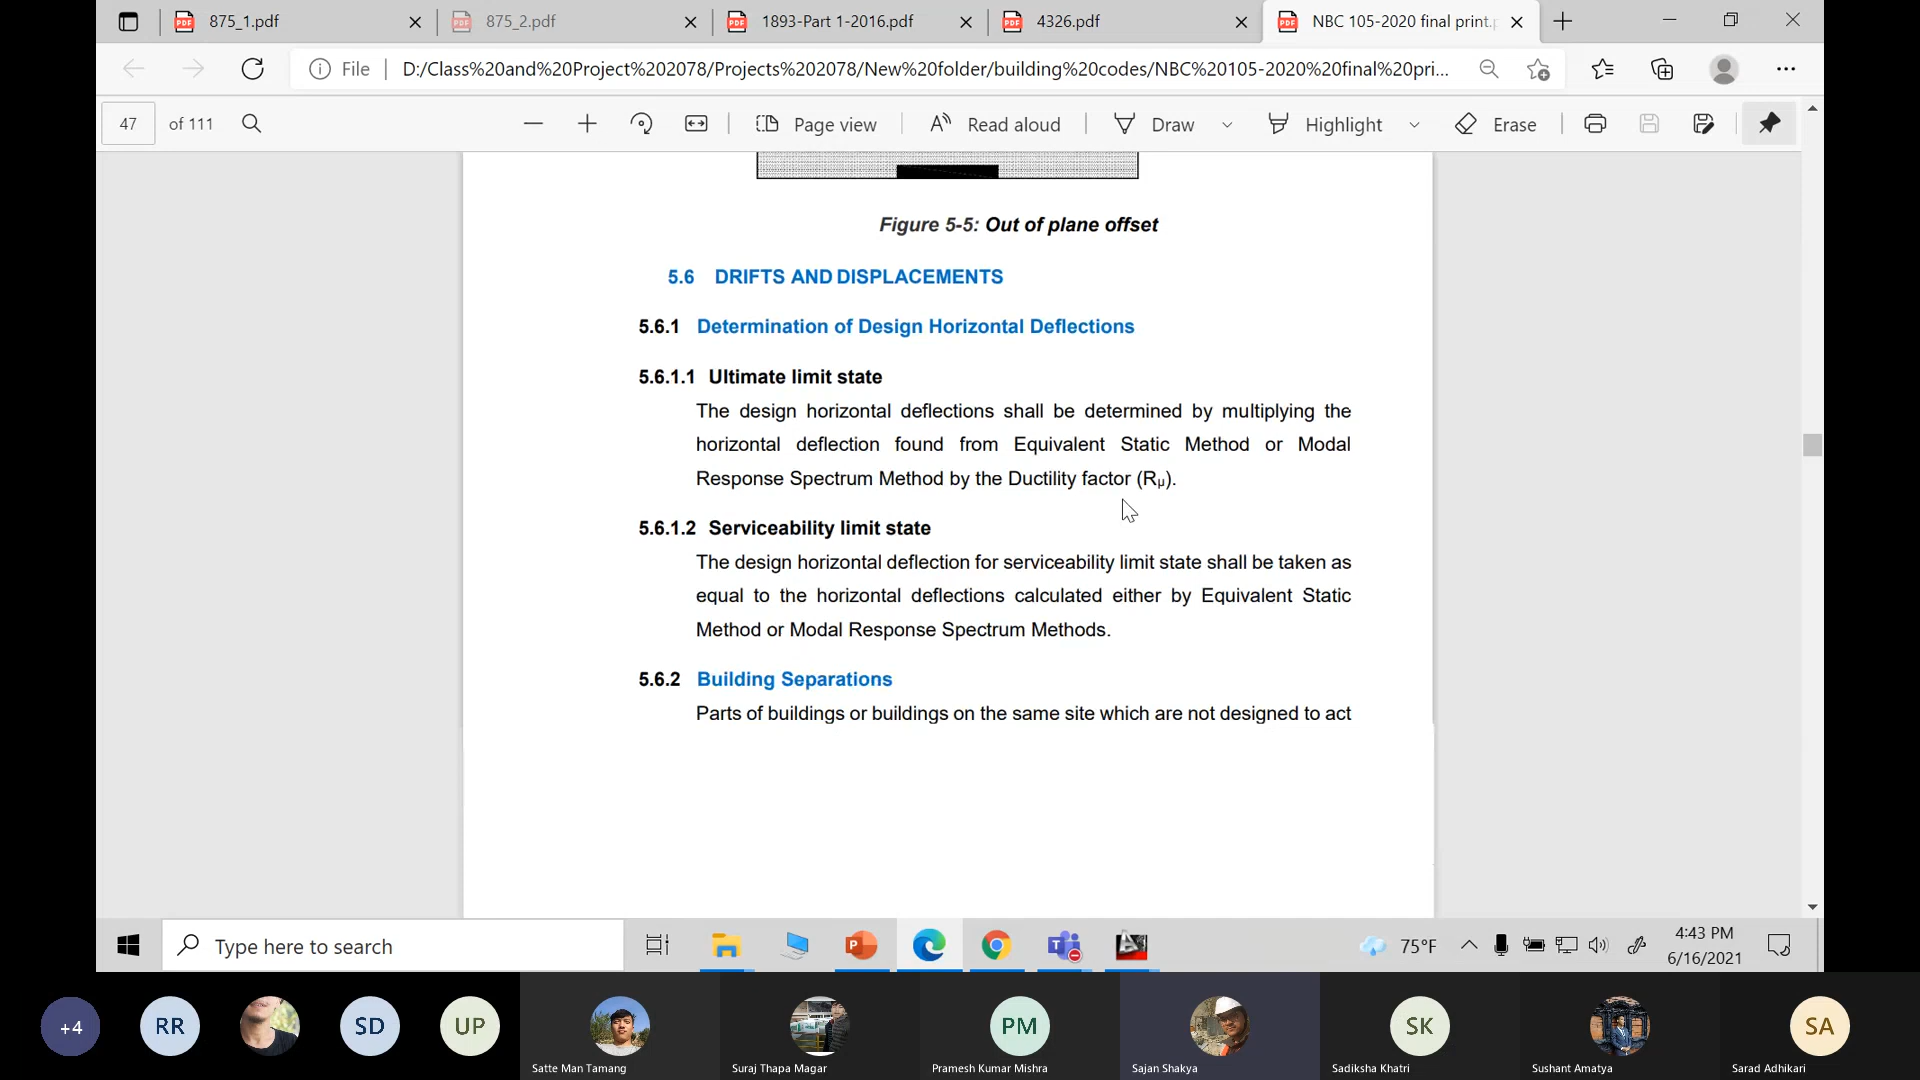 875_1.pdf
875_2.pdf
1893-Part 1-2016.pdf
4326.pdf
NBC 105-2020 final print.p
File
D:/Class%20and%20Project%202078/Projects%202078/New%20folder/building%20codes/NBC%20105-2020%20final%20pri...
47 of 111
Page view
Read aloud
Draw
Highlight
Erase
Figure 5-5: Out of plane offset
5.6 DRIFTS AND DISPLACEMENTS
5.6.1 Determination of Design Horizontal Deflections
5.6.1.1 Ultimate limit state
The design horizontal deflections shall be determined by multiplying the
horizontal deflection found from Equivalent Static Method or Modal
Response Spectrum Method by the Ductility factor (Rμ).
5.6.1.2 Serviceability limit state
The design horizontal deflection for serviceability limit state shall be taken as
equal to the horizontal deflections calculated either by Equivalent Static
Method or Modal Response Spectrum Methods.
5.6.2 Building Separations
Parts of buildings or buildings on the same site which are not designed to act
Type here to search
75°F
4:43 PM
6/16/2021
+4
RR
SD
UP
PM
SK
SA
Satte Man Tamang
Suraj Thapa Magar
Pramesh Kumar Mishra
Sajan Shakya
Sadiksha Khatri
Sushant Amatya
Sarad Adhikari